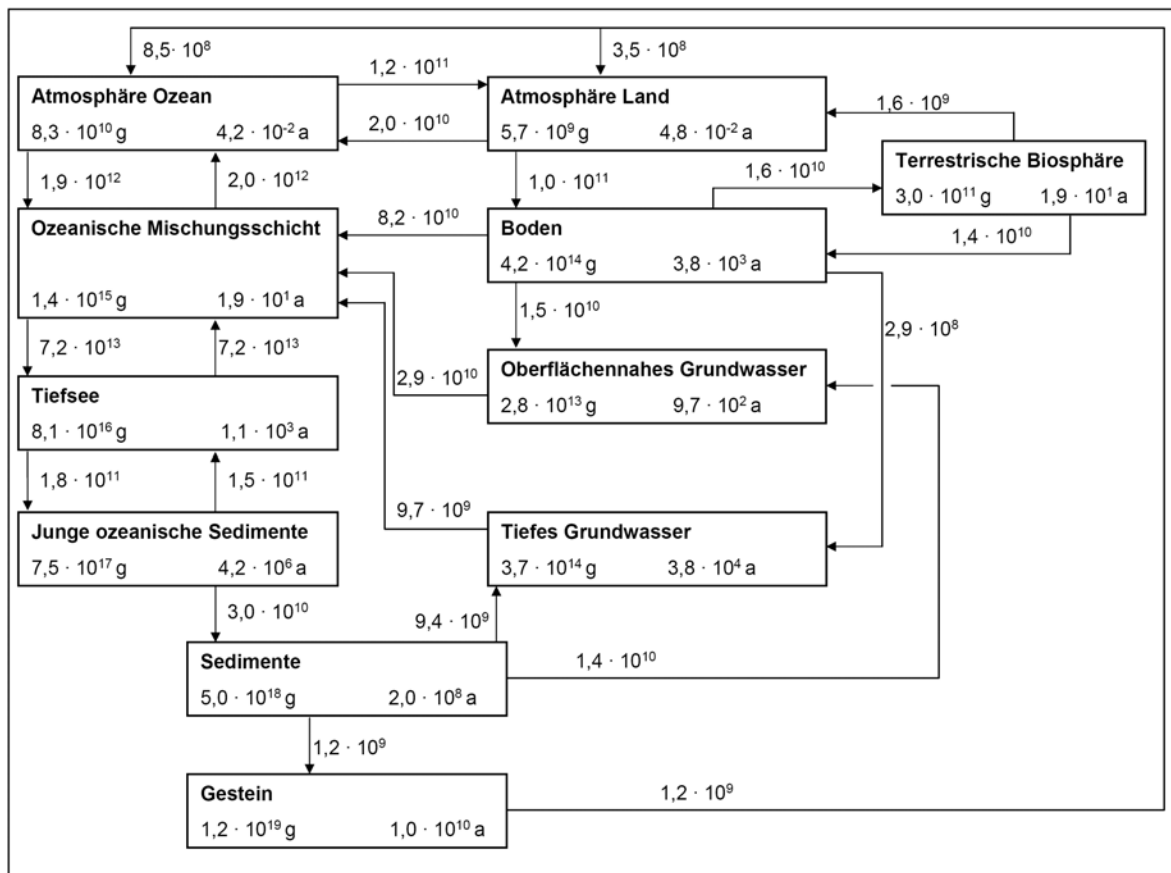 8,5· 10⁸
3,5 · 10⁸
1,2 · 10¹¹
Atmosphäre Ozean
8,3 · 10¹⁰ g 4,2 · 10⁻² a
2,0 · 10¹⁰
Atmosphäre Land
5,7 · 10⁹ g 4,8 · 10⁻² a
1,6 · 10⁹
Terrestrische Biosphäre
3,0 · 10¹¹ g 1,9 · 10¹ a
1,9 · 10¹²
2,0 · 10¹²
1,0 · 10¹¹
1,6 · 10¹⁰
1,4 · 10¹⁰
Ozeanische Mischungsschicht
1,4 · 10¹⁵ g 1,9 · 10¹ a
8,2 · 10¹⁰
Boden
4,2 · 10¹⁴ g 3,8 · 10³ a
1,5 · 10¹⁰
2,9 · 10⁸
7,2 · 10¹³
7,2 · 10¹³
2,9 · 10¹⁰
Oberflächennahes Grundwasser
2,8 · 10¹³ g 9,7 · 10² a
Tiefsee
8,1 · 10¹⁶ g 1,1 · 10³ a
1,8 · 10¹¹
1,5 · 10¹¹
9,7 · 10⁹
Junge ozeanische Sedimente
7,5 · 10¹⁷ g 4,2 · 10⁶ a
Tiefes Grundwasser
3,7 · 10¹⁴ g 3,8 · 10⁴ a
3,0 · 10¹⁰
9,4 · 10⁹
Sedimente
5,0 · 10¹⁸ g 2,0 · 10⁸ a
1,4 · 10¹⁰
1,2 · 10⁹
Gestein
1,2 · 10¹⁹ g 1,0 · 10¹⁰ a
1,2 · 10⁹